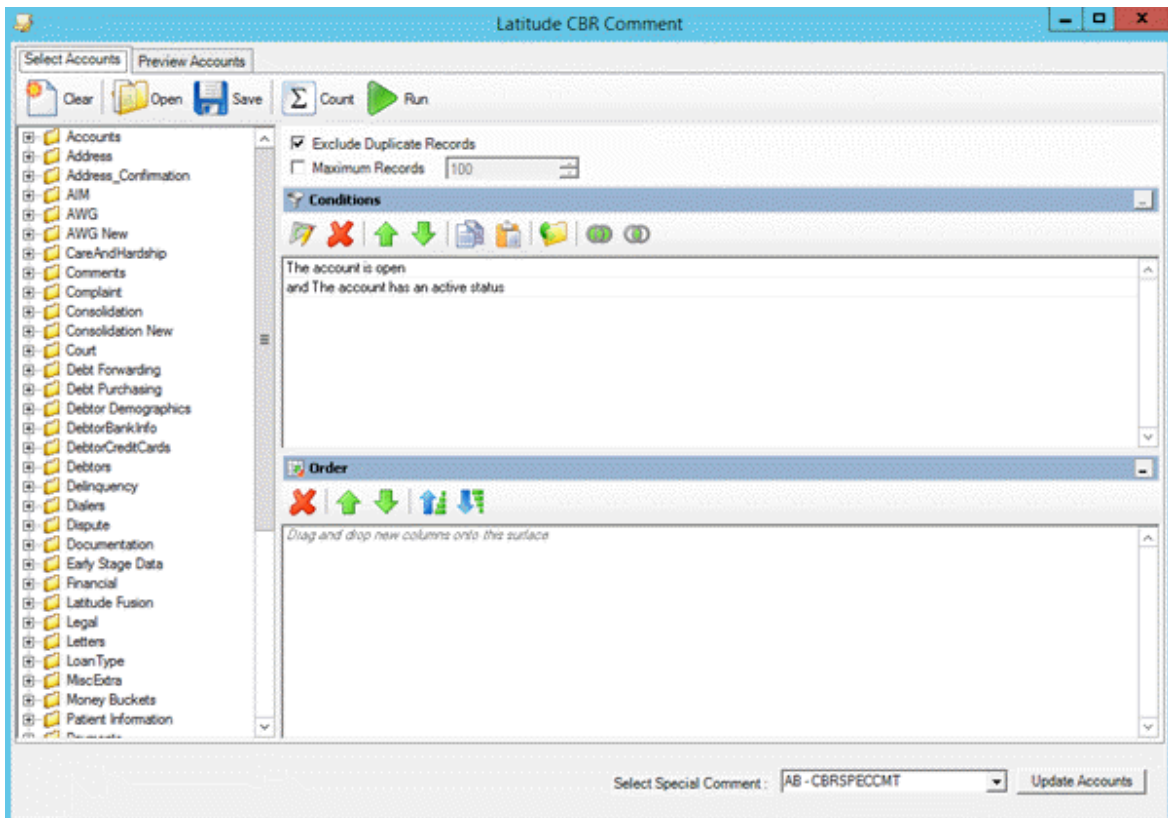 Latitude CBR Comment
Select Accounts Preview Accounts
Clear Open Save Count Run
Accounts
Address
Address_Confirmation
AIM
AWG
AWG New
CareAndHardship
Comments
Complaint
Consolidation
Consolidation New
Court
Debt Forwarding
Debt Purchasing
Debtor Demographics
DebtorBankInfo
DebtorCreditCards
Debtors
Delinquency
Dialers
Dispute
Documentation
Early Stage Data
Financial
Latitude Fusion
Legal
Letters
LoanType
MiscExtra
Money Buckets
Patient Information
Exclude Duplicate Records
Maximum Records 100
Conditions
The account is open
and The account has an active status
Order
Drag and drop new columns onto this surface
Select Special Comment : AB - CBRSPECCMT Update Accounts